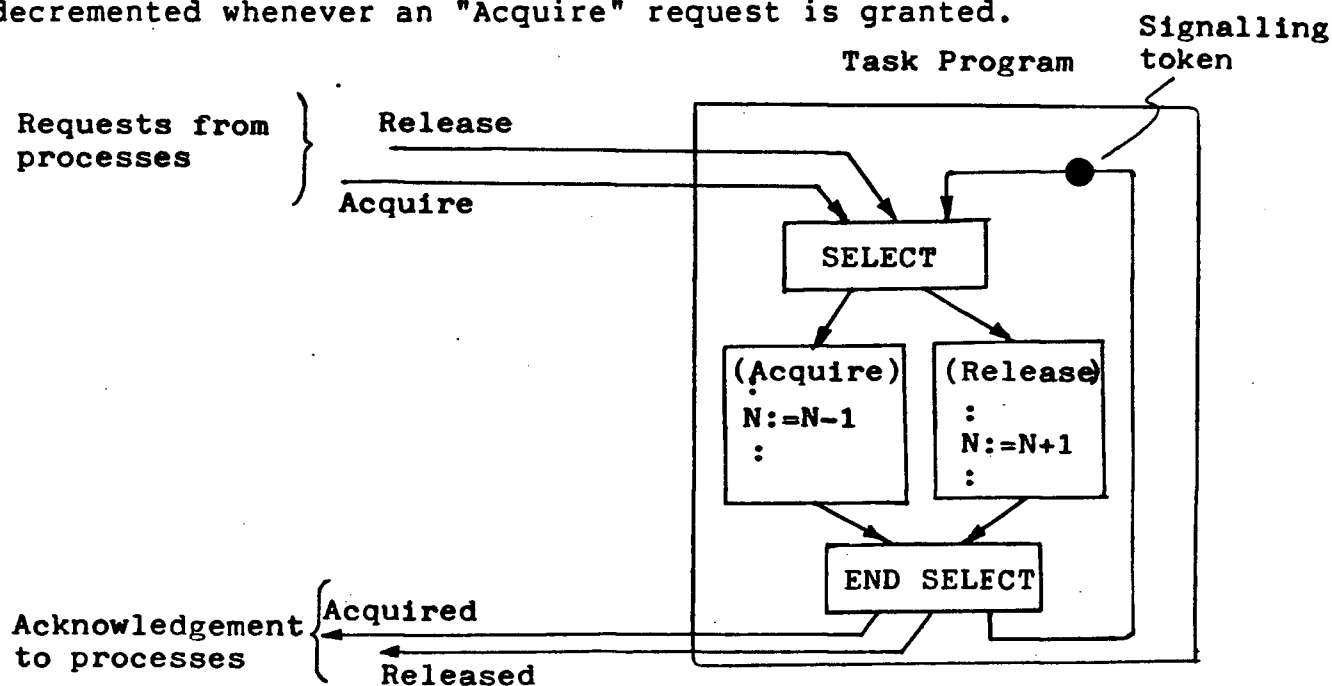 decremented whenever an "Acquire" request is granted.
Signalling
token
Task Program
Requests from
processes
Release
Acquire
SELECT
(Acquire)
:
N:=N-1
:
(Release)
:
N:=N+1
:
END SELECT
Acknowledgement
to processes
Acquired
Released